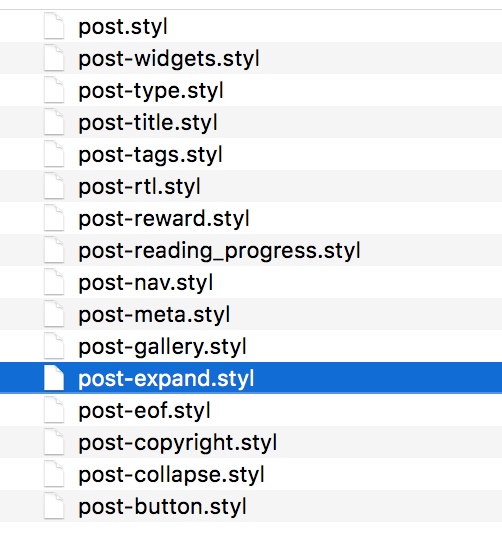 post.styl
post-widgets.styl
post-type.styl
post-title.styl
post-tags.styl
post-rtl.styl
post-reward.styl
post-reading_progress.styl
post-nav.styl
post-meta.styl
post-gallery.styl
post-expand.styl
post-eof.styl
post-copyright.styl
post-collapse.styl
post-button.styl